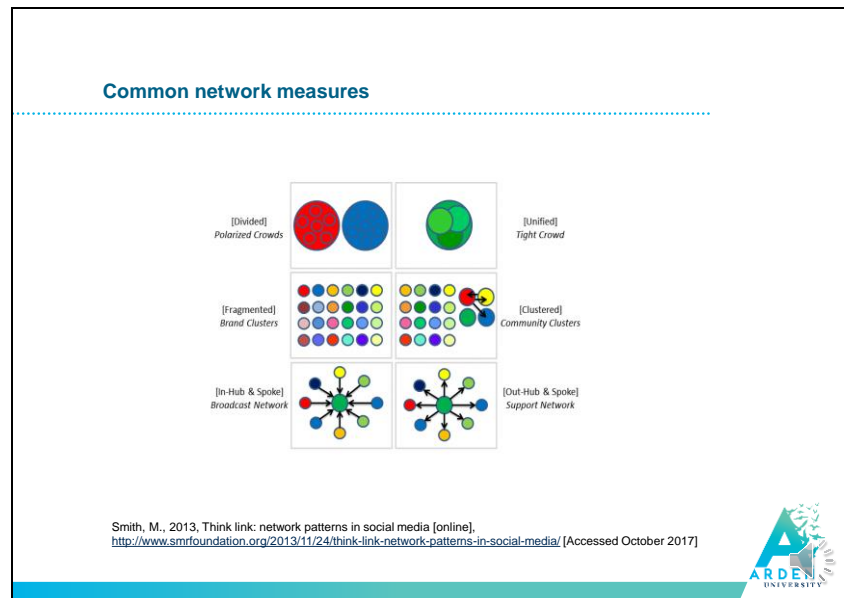 Common network measures
[Divided]
Polarized Crowds
[Unified]
Tight Crowd
[Fragmented]
Brand Clusters
[Clustered]
Community Clusters
[In-Hub & Spoke]
Broadcast Network
[Out-Hub & Spoke]
Support Network
Smith, M., 2013, Think link: network patterns in social media [online],
http://www.smrfoundation.org/2013/11/24/think-link-network-patterns-in-social-media/ [Accessed October 2017]
UNIVERSITY